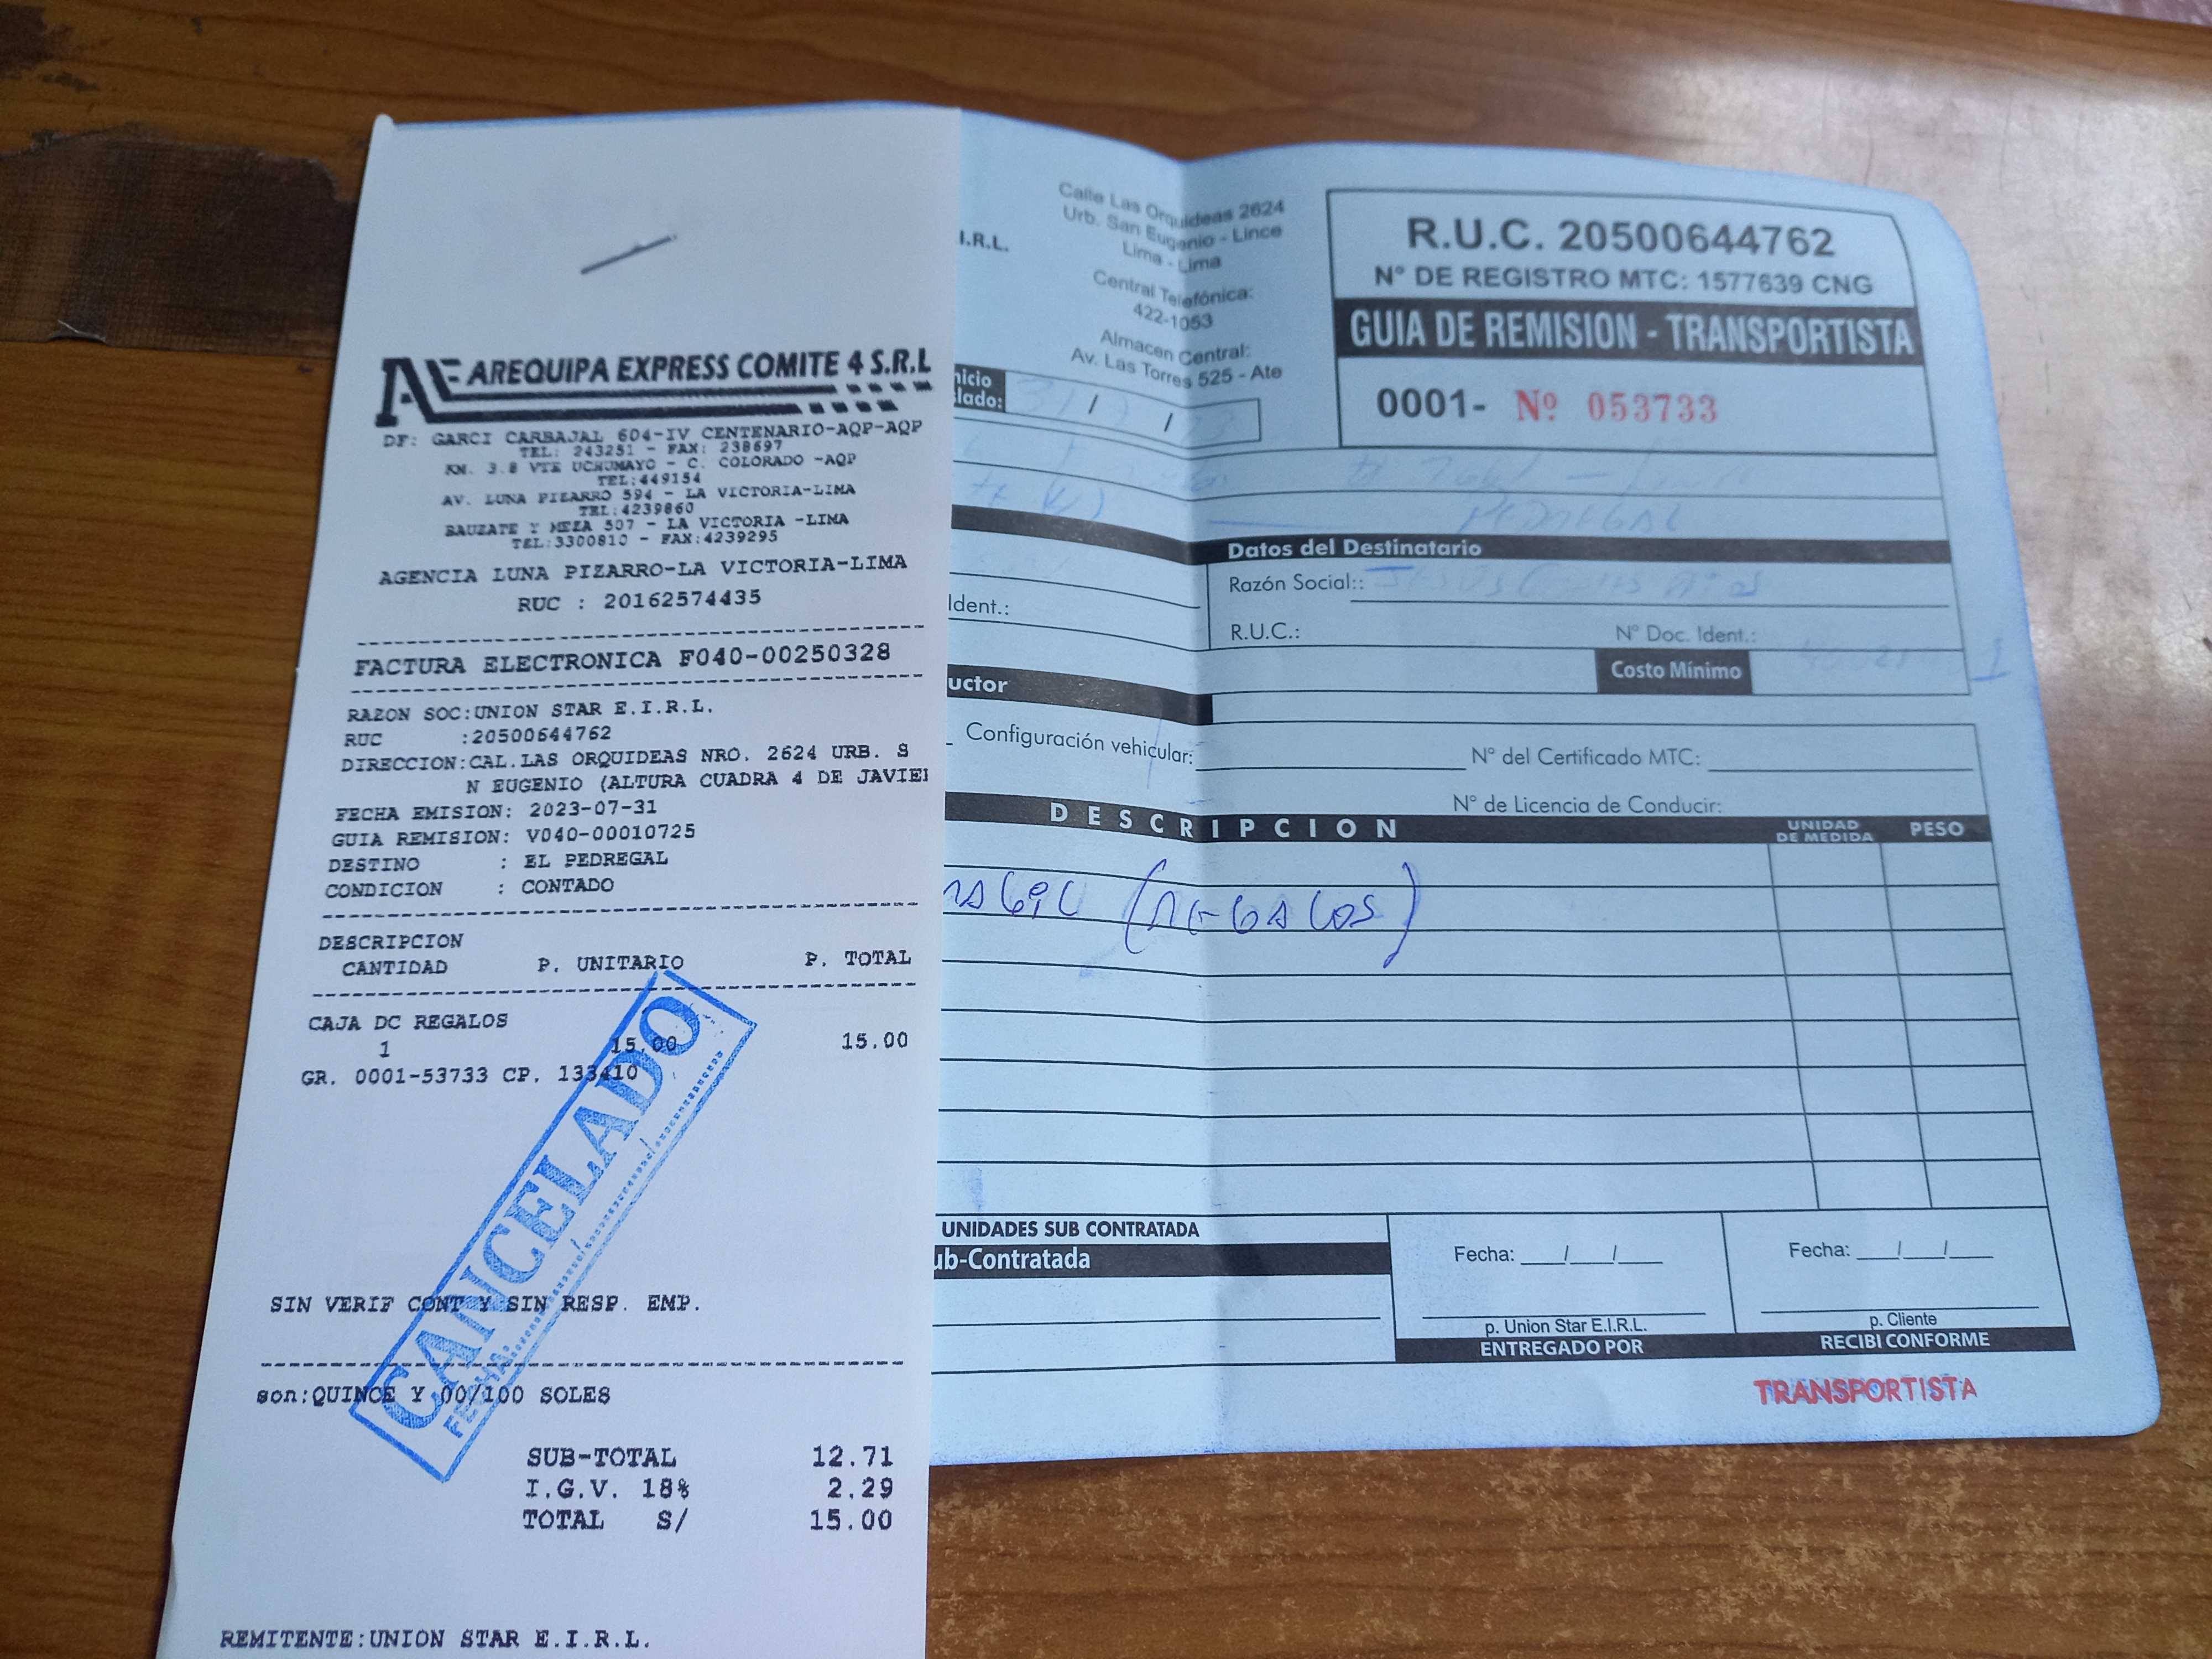 AREQUIPA EXPRESS COMITE 4 S.R.L
DF: GARCI CARBAJAL 604-IV CENTENARIO-AQP-AQP
TEL: 243251 - FAX: 238697
KM. 3.8 VTE UCHUMAYO - C. COLORADO -AQP
TEL:449154
AV. LUNA PIZARRO 594 - LA VICTORIA-LIMA
TEL:4239860
BAUZATE Y MEZA 507 - LA VICTORIA -LIMA
TEL:3300810 - FAX:4239295
AGENCIA LUNA PIZARRO-LA VICTORIA-LIMA
RUC : 20162574435
FACTURA ELECTRONICA F040-00250328
RAZON SOC:UNION STAR E.I.R.L.
RUC :20500644762
DIRECCION:CAL.LAS ORQUIDEAS NRO. 2624 URB. S
N EUGENIO (ALTURA CUADRA 4 DE JAVIE
FECHA EMISION: 2023-07-31
GUIA REMISION: V040-00010725
DESTINO : EL PEDREGAL
CONDICION : CONTADO
DESCRIPCION
CANTIDAD P. UNITARIO P. TOTAL
CAJA DC REGALOS
1 15.00 15.00
GR. 0001-53733 CP. 133410
CANCELADO
FECHA:
SIN VERIF CONT Y SIN RESP. EMP.
son:QUINCE Y 00/100 SOLES
SUB-TOTAL 12.71
I.G.V. 18% 2.29
TOTAL S/ 15.00
REMITENTE:UNION STAR E.I.R.L.
I.R.L.
Calle Las Orquideas 2624
Urb. San Eugenio - Lince
Lima - Lima
Central Telefónica:
422-1053
Almacen Central:
Av. Las Torres 525 - Ate
R.U.C. 20500644762
N° DE REGISTRO MTC: 1577639 CNG
GUIA DE REMISION - TRANSPORTISTA
0001- Nº 053733
nicio
slado: / /
PEDREGAL
Datos del Destinatario
Razón Social::
Ident.:
R.U.C.: N° Doc. Ident.:
Costo Mínimo
uctor
Configuración vehicular: N° del Certificado MTC:
N° de Licencia de Conducir:
DESCRIPCION UNIDAD DE MEDIDA PESO
(REGALOS)
UNIDADES SUB CONTRATADA
ub-Contratada
Fecha: / / Fecha: / /
p. Union Star E.I.R.L. p. Cliente
ENTREGADO POR RECIBI CONFORME
TRANSPORTISTA